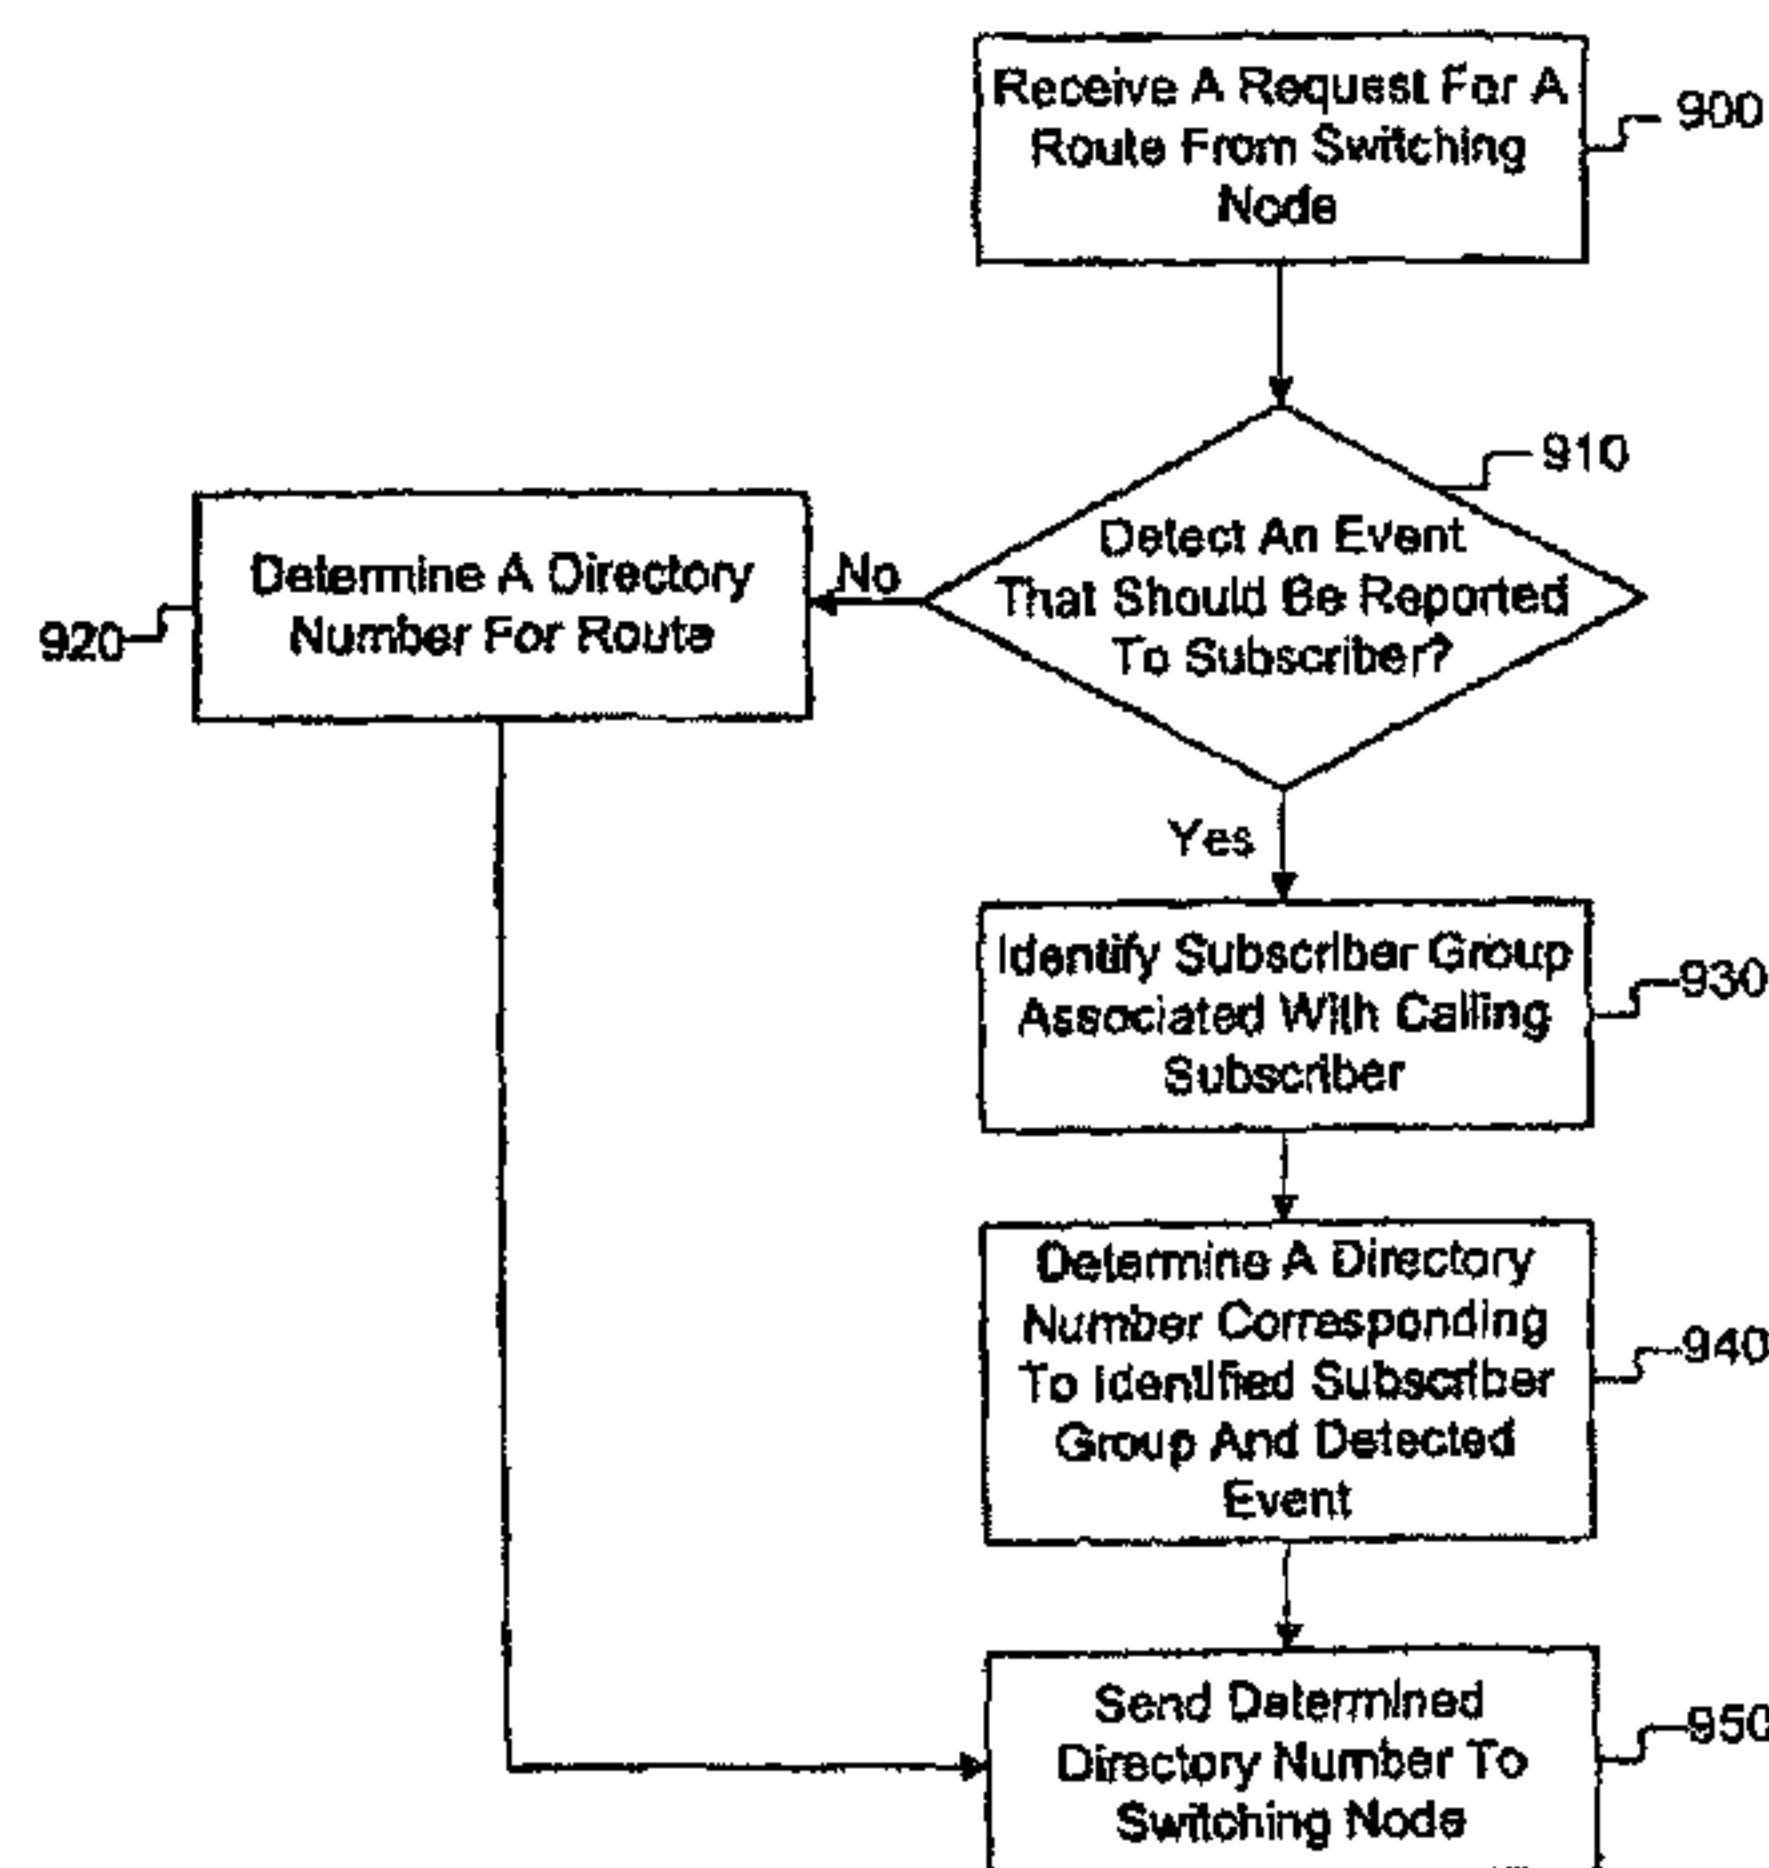 Receive A Request For A
Route From Switching
Node
900
910
Detect An Event
That Should Be Reported
To Subscriber?
No
Determine A Directory
Number For Route
920
Yes
Identify Subscriber Group
Associated With Calling
Subscriber
930
Determine A Directory
Number Corresponding
To Identified Subscriber
Group And Detected
Event
940
Send Determined
Directory Number To
Switching Node
950